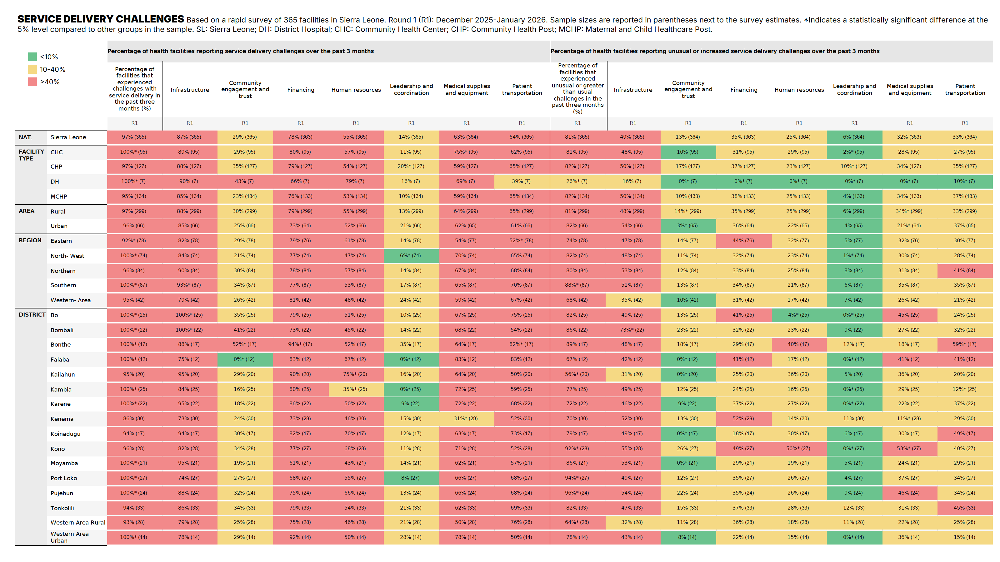 SERVICE DELIVERY CHALLENGES Based on a rapid survey of 365 facilities in Sierra Leone. Round 1 (R1): December 2025-January 2026. Sample sizes are reported in parentheses next to the survey estimates. *Indicates a statistically significant difference at the
5% level compared to other groups in the sample. SL: Sierra Leone; DH: District Hospital; CHC: Community Health Center; CHP: Community Health Post; MCHP: Maternal and Child Healthcare Post.
<10%
10-40%
>40%
Percentage of health facilities reporting service delivery challenges over the past 3 months
Percentage of health facilities reporting unusual or increased service delivery challenges over the past 3 months
Percentage of
facilities that
experienced
challenges with
service delivery in
the past three
months (%)
Infrastructure
Community
engagement and
trust
Financing
Human resources
Leadership and
coordination
Medical supplies
and equipment
Patient
transportation
Percentage of
facilities that
experienced
unusual or greater
than usual
challenges in the
past three months
(%)
Infrastructure
Community
engagement and
trust
Financing
Human resources
Leadership and
coordination
Medical supplies
and equipment
Patient
transportation
R1 R1 R1 R1 R1 R1 R1 R1 R1 R1 R1 R1 R1 R1 R1 R1
NAT. Sierra Leone 97% (365) 87% (365) 29% (365) 78% (363) 55% (365) 14% (365) 63% (364) 64% (365) 81% (365) 49% (365) 13% (364) 35% (363) 25% (364) 6% (364) 32% (363) 33% (364)
FACILITY
TYPE
CHC 100%* (95) 89% (95) 29% (95) 80% (95) 57% (95) 11% (95) 75%* (95) 62% (95) 81% (95) 48% (95) 10% (95) 31% (95) 29% (95) 2%* (95) 28% (95) 27% (95)
CHP 97% (127) 88% (127) 35% (127) 79% (127) 54% (127) 20%* (127) 59% (127) 65% (127) 82% (127) 50% (127) 17% (127) 37% (127) 23% (127) 10%* (127) 34% (127) 35% (127)
DH 100%* (7) 90% (7) 43% (7) 66% (7) 79% (7) 16% (7) 69% (7) 39% (7) 26%* (7) 16% (7) 0%* (7) 0%* (7) 0%* (7) 0%* (7) 0%* (7) 10%* (7)
MCHP 95% (134) 85% (134) 23% (134) 76% (133) 53% (134) 10% (134) 59% (134) 65% (134) 82% (134) 50% (134) 10% (133) 38% (133) 25% (133) 4% (133) 34% (133) 37% (133)
AREA Rural 97% (299) 88% (299) 30% (299) 79% (299) 55% (299) 13% (299) 64% (299) 65% (299) 81% (299) 48% (299) 14%* (299) 35% (299) 25% (299) 6% (299) 34%* (299) 33% (299)
Urban 96% (66) 85% (66) 25% (66) 73% (64) 52% (66) 21% (66) 62% (65) 61% (66) 82% (66) 54% (66) 3%* (65) 36% (64) 22% (65) 4% (65) 21%* (64) 37% (65)
REGION Eastern 92%* (78) 82% (78) 29% (78) 79% (76) 61% (78) 14% (78) 54% (77) 52%* (78) 74% (78) 47% (78) 14% (77) 44% (76) 32% (77) 5% (77) 32% (76) 30% (77)
North- West 100%* (74) 84% (74) 21% (74) 77% (74) 47% (74) 6%* (74) 70% (74) 65% (74) 82% (74) 48% (74) 11% (74) 32% (74) 23% (74) 1%* (74) 30% (74) 28% (74)
Northern 96% (84) 90% (84) 30% (84) 78% (84) 57% (84) 14% (84) 67% (84) 68% (84) 80% (84) 53% (84) 12% (84) 33% (84) 25% (84) 8% (84) 31% (84) 41% (84)
Southern 100%* (87) 93%* (87) 34% (87) 77% (87) 53% (87) 17% (87) 65% (87) 70% (87) 88%* (87) 51% (87) 13% (87) 34% (87) 21% (87) 6% (87) 35% (87) 35% (87)
Western- Area 95% (42) 79% (42) 26% (42) 81% (42) 48% (42) 24% (42) 59% (42) 67% (42) 68% (42) 35% (42) 10% (42) 31% (42) 17% (42) 7% (42) 26% (42) 21% (42)
DISTRICT Bo 100%* (25) 100%* (25) 35% (25) 79% (25) 51% (25) 10% (25) 67% (25) 75% (25) 82% (25) 49% (25) 13% (25) 41% (25) 4%* (25) 0%* (25) 45% (25) 24% (25)
Bombali 100%* (22) 100%* (22) 41% (22) 73% (22) 45% (22) 14% (22) 68% (22) 54% (22) 86% (22) 73%* (22) 23% (22) 32% (22) 23% (22) 9% (22) 27% (22) 32% (22)
Bonthe 100%* (17) 88% (17) 52%* (17) 94%* (17) 52% (17) 35% (17) 64% (17) 82%* (17) 89% (17) 48% (17) 18% (17) 29% (17) 40% (17) 12% (17) 18% (17) 59%* (17)
Falaba 100%* (12) 75% (12) 0%* (12) 83% (12) 67% (12) 0%* (12) 83% (12) 83% (12) 67% (12) 42% (12) 0%* (12) 41% (12) 17% (12) 0%* (12) 41% (12) 41% (12)
Kailahun 95% (20) 95% (20) 29% (20) 90% (20) 75%* (20) 16% (20) 64% (20) 50% (20) 56%* (20) 31% (20) 0%* (20) 25% (20) 36% (20) 5% (20) 36% (20) 20% (20)
Kambia 100%* (25) 84% (25) 16% (25) 80% (25) 35%* (25) 0%* (25) 72% (25) 59% (25) 77% (25) 49% (25) 12% (25) 24% (25) 16% (25) 0%* (25) 29% (25) 12%* (25)
Karene 100%* (22) 95% (22) 18% (22) 86% (22) 50% (22) 9% (22) 72% (22) 68% (22) 72% (22) 46% (22) 9% (22) 37% (22) 27% (22) 0%* (22) 22% (22) 37% (22)
Kenema 86% (30) 73% (30) 24% (30) 73% (29) 46% (30) 15% (30) 31%* (29) 52% (30) 70% (30) 52% (30) 13% (30) 52% (29) 14% (30) 11% (30) 11%* (29) 29% (30)
Koinadugu 94% (17) 94% (17) 30% (17) 82% (17) 70% (17) 12% (17) 63% (17) 73% (17) 79% (17) 49% (17) 0%* (17) 18% (17) 30% (17) 6% (17) 30% (17) 49% (17)
Kono 96% (28) 82% (28) 34% (28) 77% (27) 68% (28) 11% (28) 71% (28) 52% (28) 92%* (28) 55% (28) 26% (27) 49% (27) 50%* (27) 0%* (27) 53%* (27) 40% (27)
Moyamba 100%* (21) 95% (21) 19% (21) 61% (21) 43% (21) 14% (21) 62% (21) 57% (21) 86% (21) 53% (21) 0%* (21) 29% (21) 19% (21) 5% (21) 24% (21) 29% (21)
Port Loko 100%* (27) 74% (27) 27% (27) 68% (27) 55% (27) 8% (27) 66% (27) 68% (27) 94%* (27) 49% (27) 12% (27) 35% (27) 26% (27) 4% (27) 37% (27) 34% (27)
Pujehun 100%* (24) 88% (24) 32% (24) 75% (24) 66% (24) 13% (24) 66% (24) 68% (24) 96%* (24) 54% (24) 22% (24) 35% (24) 26% (24) 9% (24) 46% (24) 34% (24)
Tonkolili 94% (33) 86% (33) 34% (33) 79% (33) 54% (33) 21% (33) 62% (33) 69% (33) 82% (33) 47% (33) 15% (33) 37% (33) 28% (33) 12% (33) 31% (33) 45% (33)
Western Area Rural 93% (28) 79% (28) 25% (28) 75% (28) 46% (28) 21% (28) 50% (28) 76% (28) 64%* (28) 32% (28) 11% (28) 36% (28) 18% (28) 11% (28) 22% (28) 25% (28)
Western Area
Urban
100%* (14) 78% (14) 29% (14) 92% (14) 50% (14) 28% (14) 78% (14) 50% (14) 78% (14) 43% (14) 8% (14) 22% (14) 15% (14) 0%* (14) 36% (14) 15% (14)